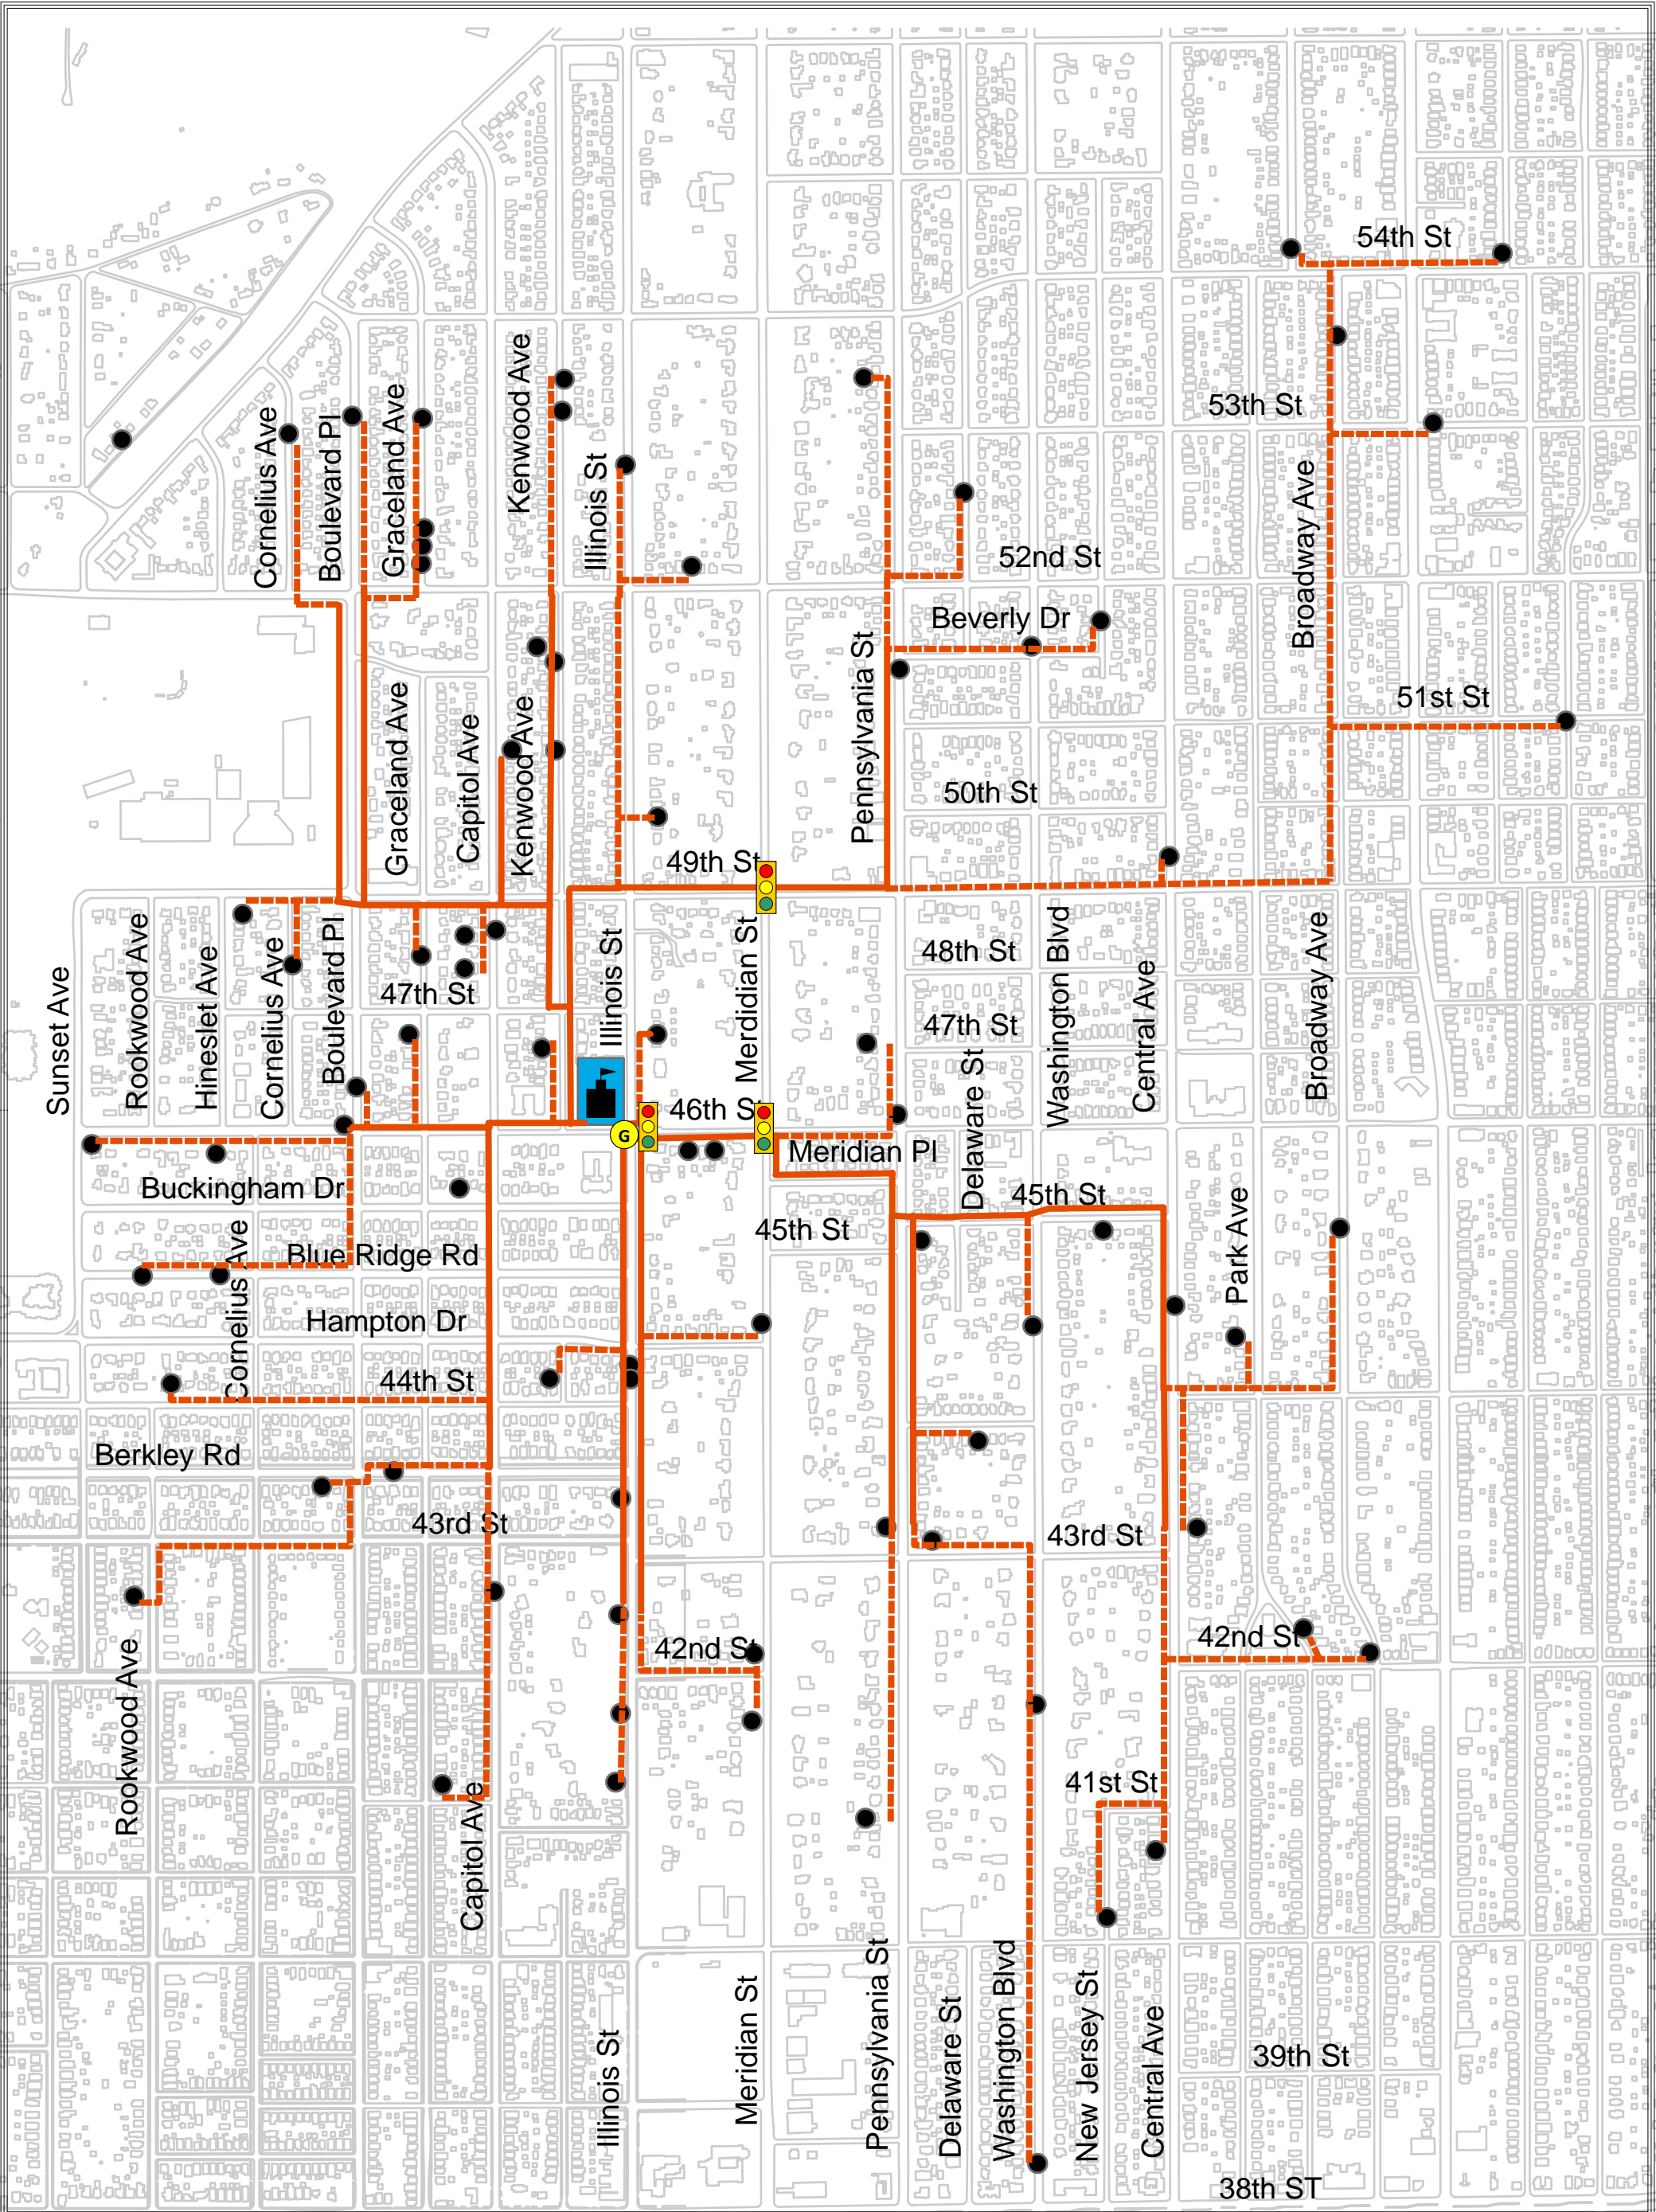 54th St
Kenwood Ave
Graceland Ave
53th St
Cornelius Ave
Boulevard Pl
Illinois St
Broadway Ave
52nd St
Beverly Dr
Pennsylvania St
Graceland Ave
Capitol Ave
Kenwood Ave
51st St
50th St
49th St
Rookwood Ave
Hineslet Ave
Cornelius Ave
Boulevard Pl
47th St
Illinois St
Merdidian St
48th St
Washington Blvd
Central Ave
Broadway Ave
Sunset Ave
47th St
Delaware St
46th St
G
Meridian Pl
Buckingham Dr
45th St
45th St
Park Ave
Cornelius Ave
Blue Ridge Rd
Hampton Dr
44th St
Berkley Rd
43rd St
43rd St
42nd St
42nd St
Rookwood Ave
41st St
Capitol Ave
Illinois St
Meridian St
Pennsylvania St
Delaware St
Washington Blvd
New Jersey St
Central Ave
39th St
38th ST